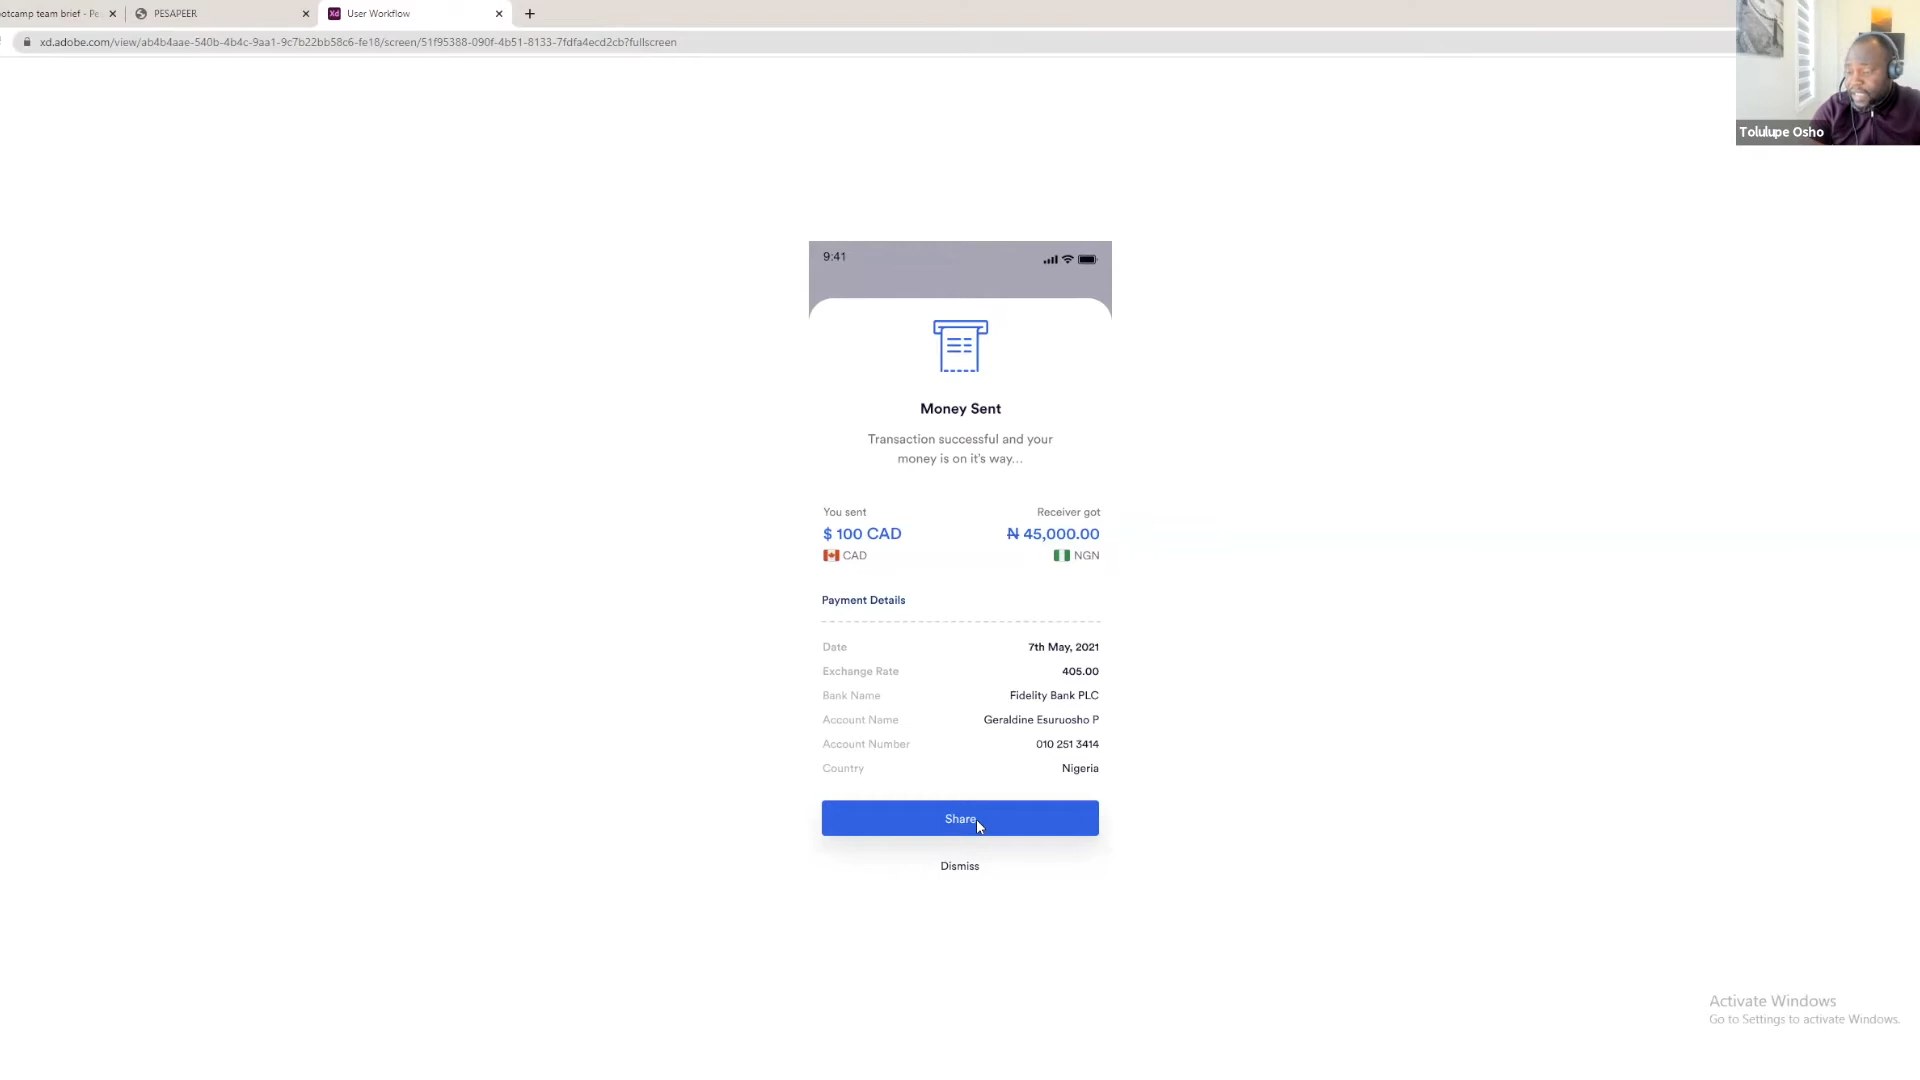 otcamp team brief - Pe
PESAPEER
User Workflow
xd.adobe.com/view/ab4b4aae-540b-4b4c-9aa1-9c7b22bb58c6-fe18/screen/51f95388-090f-4b51-8133-7fdfa4ecd2cb?fullscreen
Tolulupe Osho
9:41
Money Sent
Transaction successful and your
money is on it's way...
You sent
Receiver got
$ 100 CAD
₦ 45,000.00
CAD
NGN
Payment Details
Date
7th May, 2021
Exchange Rate
405.00
Bank Name
Fidelity Bank PLC
Account Name
Geraldine Esuruosho P
Account Number
010 251 3414
Country
Nigeria
Share
Dismiss
Activate Windows
Go to Settings to activate Windows.